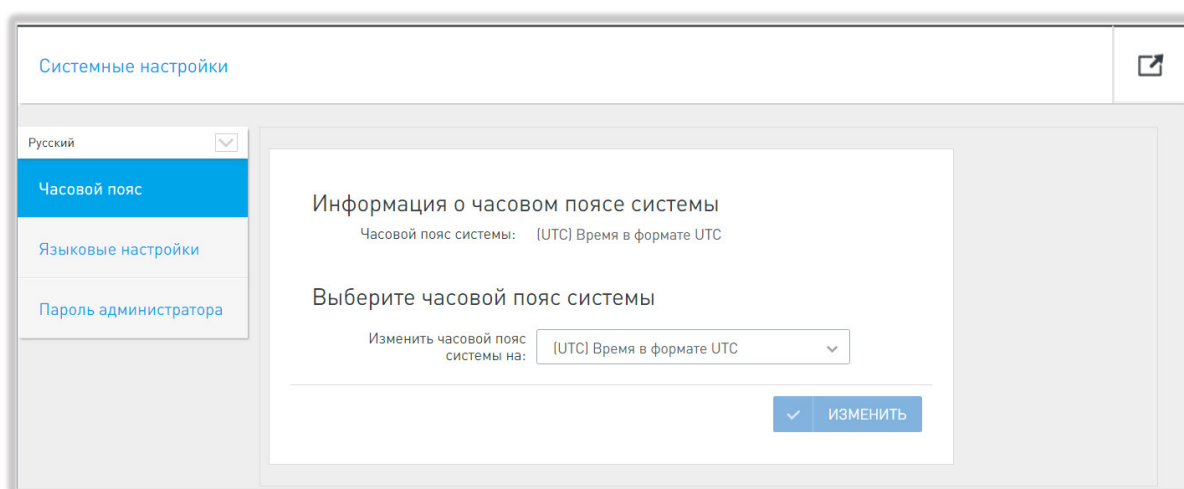 Системные настройки
Русский
Часовой пояс
Языковые настройки
Пароль администратора
Информация о часовом поясе системы
Часовой пояс системы: (UTC) Время в формате UTC
Выберите часовой пояс системы
Изменить часовой пояс
системы на:
(UTC) Время в формате UTC
ИЗМЕНИТЬ